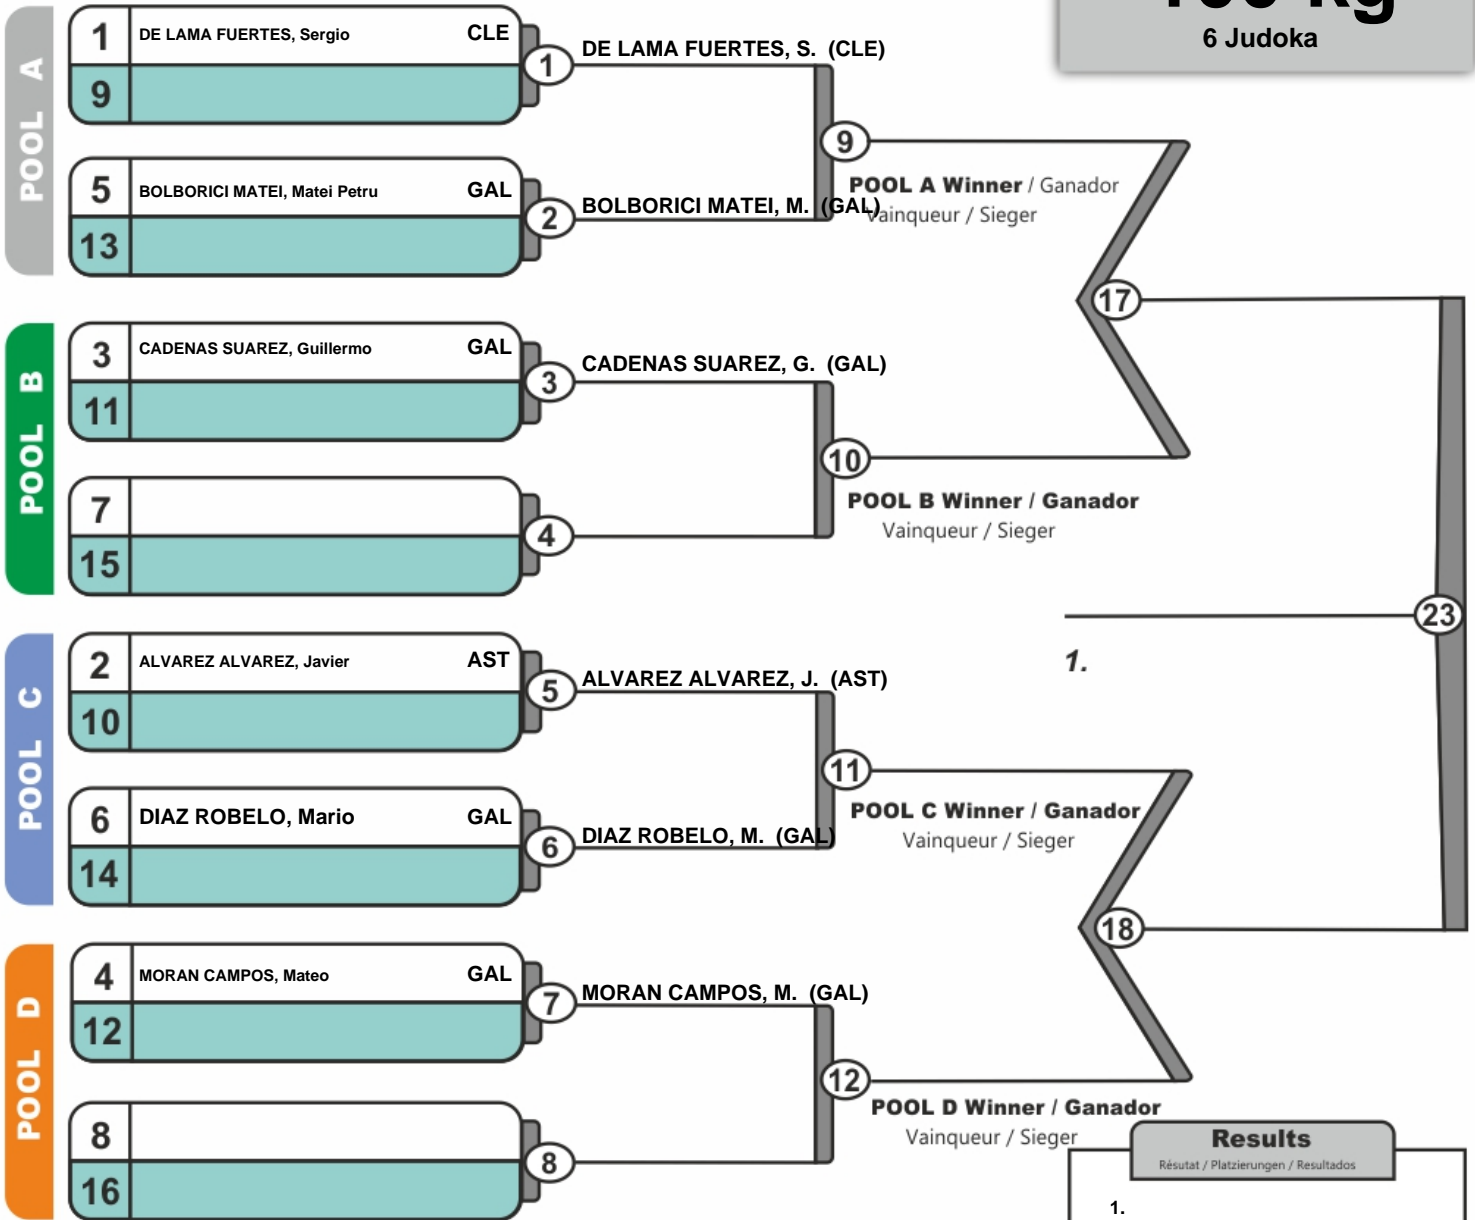 6 Judoka
POOL A
1 DE LAMA FUERTES, Sergio CLE
9
1 DE LAMA FUERTES, S. (CLE)
5 BOLBORICI MATEI, Matei Petru GAL
13
2 BOLBORICI MATEI, M. (GAL)
9
POOL A Winner / Ganador
Vainqueur / Sieger
17
POOL B
3 CADENAS SUAREZ, Guillermo GAL
11
3 CADENAS SUAREZ, G. (GAL)
7
15
4
10
POOL B Winner / Ganador
Vainqueur / Sieger
23
1.
POOL C
2 ALVAREZ ALVAREZ, Javier AST
10
5 ALVAREZ ALVAREZ, J. (AST)
6 DIAZ ROBELO, Mario GAL
14
6 DIAZ ROBELO, M. (GAL)
11
POOL C Winner / Ganador
Vainqueur / Sieger
18
POOL D
4 MORAN CAMPOS, Mateo GAL
12
7 MORAN CAMPOS, M. (GAL)
8
16
8
12
POOL D Winner / Ganador
Vainqueur / Sieger
Results
Résutat / Platzierungen / Resultados
1.